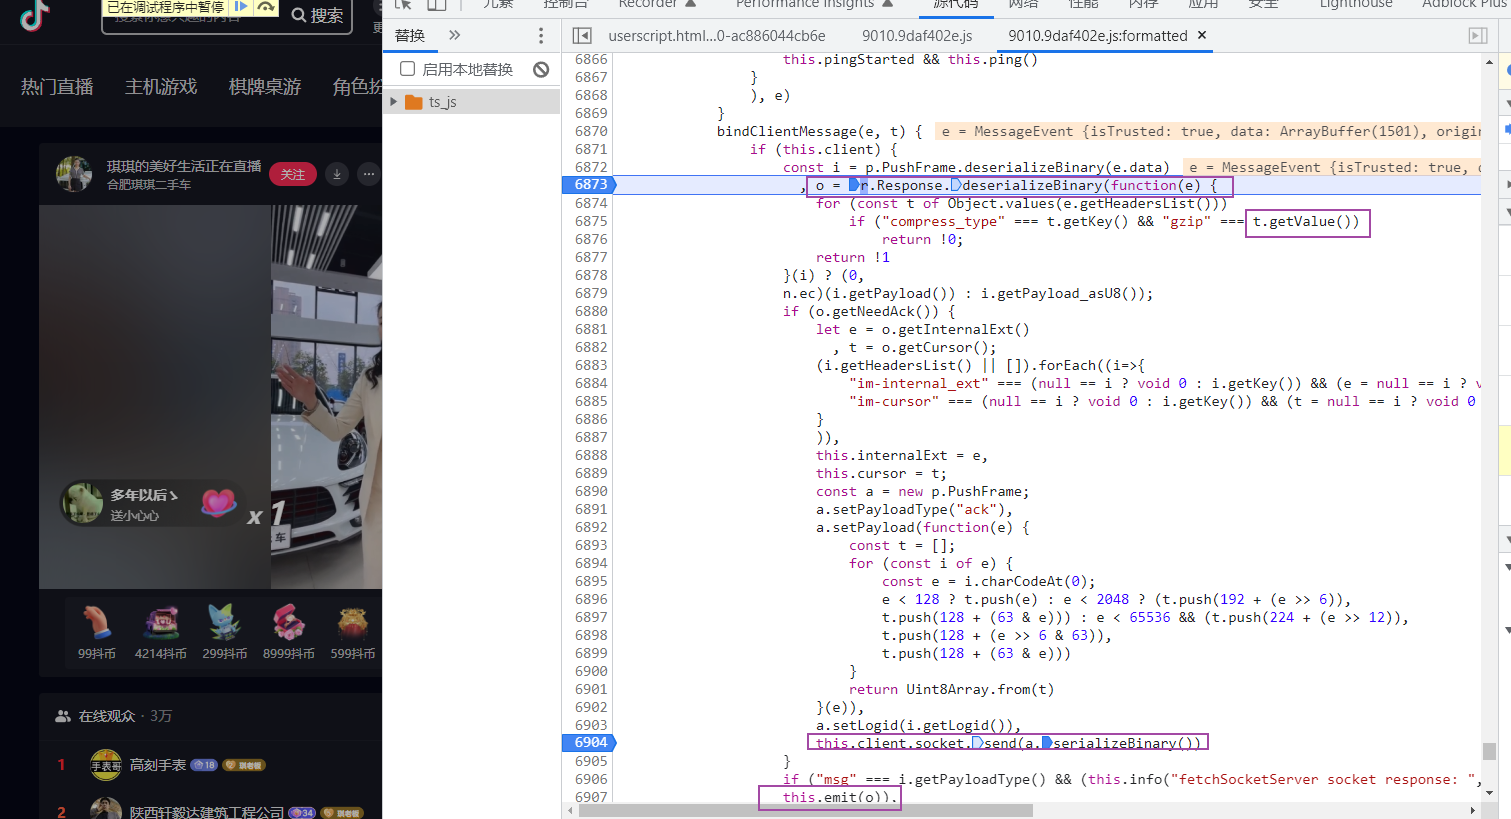 已在调试程序中暂停
搜索
热门直播
主机游戏
棋牌桌游
角色扮
琪琪的美好生活正在直播
合肥琪琪二手车
关注
多年以后
送小心心
x 1
车
99抖币
4214抖币
299抖币
8999抖币
599抖币
在线观众 · 3万
1
手表哥
高刻手表
18
琪老板
2
陕西轩毅达建筑工程公司
34
琪老板
元素
控制台
Recorder
Performance insights
源代码
网络
性能
内存
应用
安全
Lighthouse
Adblock Plus
替换
»
启用本地替换
ts_js
userscript.html...0-ac886044cb6e
9010.9daf402e.js
9010.9daf402e.js:formatted ×
6866 this.pingStarted && this.ping()
6867 }
6868 ), e)
6869 }
6870 bindClientMessage(e, t) { e = MessageEvent {isTrusted: true, data: ArrayBuffer(1501), origin
6871 if (this.client) {
6872 const i = p.PushFrame.deserializeBinary(e.data) e = MessageEvent {isTrusted: true,
6873 , o = r.Response.deserializeBinary(function(e) {
6874 for (const t of Object.values(e.getHeadersList()))
6875 if ("compress_type" === t.getKey() && "gzip" === t.getValue())
6876 return !0;
6877 return !1
6878 }(i) ? (0,
6879 n.ec)(i.getPayload()) : i.getPayload_asU8());
6880 if (o.getNeedAck()) {
6881 let e = o.getInternalExt()
6882 , t = o.getCursor();
6883 (i.getHeadersList() || []).forEach((i=>{
6884 "im-internal_ext" === (null == i ? void 0 : i.getKey()) && (e = null == i ? v
6885 "im-cursor" === (null == i ? void 0 : i.getKey()) && (t = null == i ? void 0
6886 }
6887 )),
6888 this.internalExt = e,
6889 this.cursor = t;
6890 const a = new p.PushFrame;
6891 a.setPayloadType("ack"),
6892 a.setPayload(function(e) {
6893 const t = [];
6894 for (const i of e) {
6895 const e = i.charCodeAt(0);
6896 e < 128 ? t.push(e) : e < 2048 ? (t.push(192 + (e >> 6)),
6897 t.push(128 + (63 & e))) : e < 65536 && (t.push(224 + (e >> 12)),
6898 t.push(128 + (e >> 6 & 63)),
6899 t.push(128 + (63 & e)))
6900 }
6901 return Uint8Array.from(t)
6902 }(e)),
6903 a.setLogid(i.getLogid()),
6904 this.client.socket.send(a.serializeBinary())
6905 }
6906 if ("msg" === i.getPayloadType() && (this.info("fetchSocketServer socket response: ",
6907 this.emit(o)),